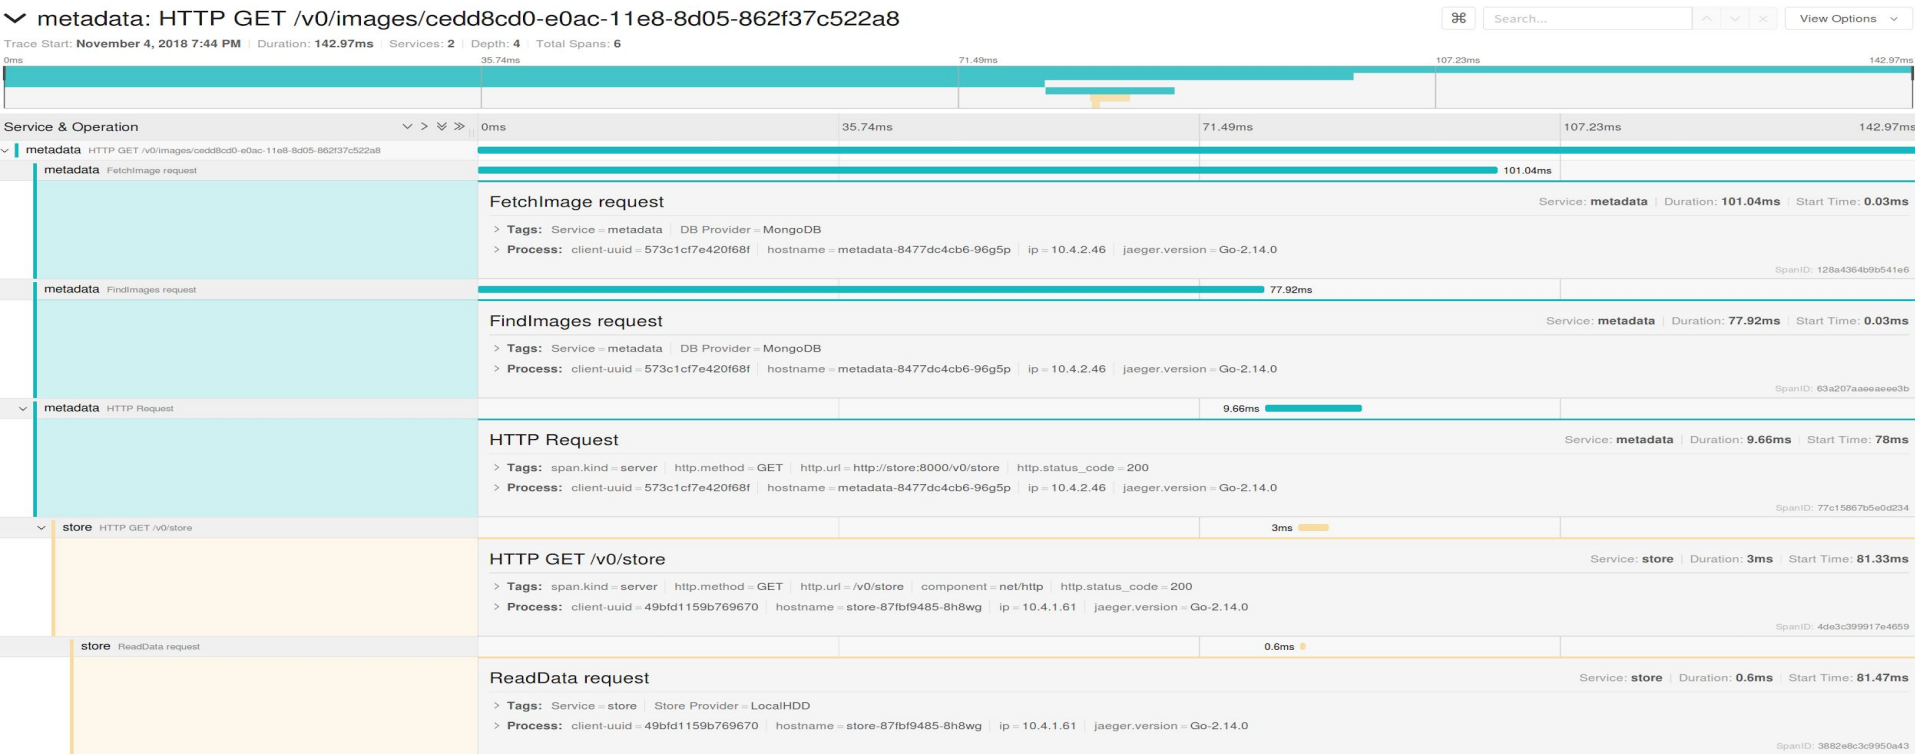 metadata: HTTP GET /v0/images/cedd8cd0-e0ac-11e8-8d05-862f37c522a8
⌘ Search... View Options
Trace Start: November 4, 2018 7:44 PM | Duration: 142.97ms | Services: 2 | Depth: 4 | Total Spans: 6
0ms 35.74ms 71.49ms 107.23ms 142.97ms
Service & Operation 0ms 35.74ms 71.49ms 107.23ms 142.97ms
metadata HTTP GET /v0/images/cedd8cd0-e0ac-11e8-8d05-862f37c522a8
metadata FetchImage request 101.04ms
FetchImage request Service: metadata | Duration: 101.04ms | Start Time: 0.03ms
> Tags: Service = metadata | DB Provider = MongoDB
> Process: client-uuid = 573c1cf7e420f68f | hostname = metadata-8477dc4cb6-96g5p | ip = 10.4.2.46 | jaeger.version = Go-2.14.0
SpanID: 128a4364b9b541e6
metadata FindImages request 77.92ms
FindImages request Service: metadata | Duration: 77.92ms | Start Time: 0.03ms
> Tags: Service = metadata | DB Provider = MongoDB
> Process: client-uuid = 573c1cf7e420f68f | hostname = metadata-8477dc4cb6-96g5p | ip = 10.4.2.46 | jaeger.version = Go-2.14.0
SpanID: 63a207aaeeaeee3b
metadata HTTP Request 9.66ms
HTTP Request Service: metadata | Duration: 9.66ms | Start Time: 78ms
> Tags: span.kind = server | http.method = GET | http.url = http://store:8000/v0/store | http.status_code = 200
> Process: client-uuid = 573c1cf7e420f68f | hostname = metadata-8477dc4cb6-96g5p | ip = 10.4.2.46 | jaeger.version = Go-2.14.0
SpanID: 77c15867b5e0d234
store HTTP GET /v0/store 3ms
HTTP GET /v0/store Service: store | Duration: 3ms | Start Time: 81.33ms
> Tags: span.kind = server | http.method = GET | http.url = /v0/store | component = net/http | http.status_code = 200
> Process: client-uuid = 49bfd1159b769670 | hostname = store-87fbf9485-8h8wg | ip = 10.4.1.61 | jaeger.version = Go-2.14.0
SpanID: 4de3c399917e4659
store ReadData request 0.6ms
ReadData request Service: store | Duration: 0.6ms | Start Time: 81.47ms
> Tags: Service = store | Store Provider = LocalHDD
> Process: client-uuid = 49bfd1159b769670 | hostname = store-87fbf9485-8h8wg | ip = 10.4.1.61 | jaeger.version = Go-2.14.0
SpanID: 3882e8c3c9950a43